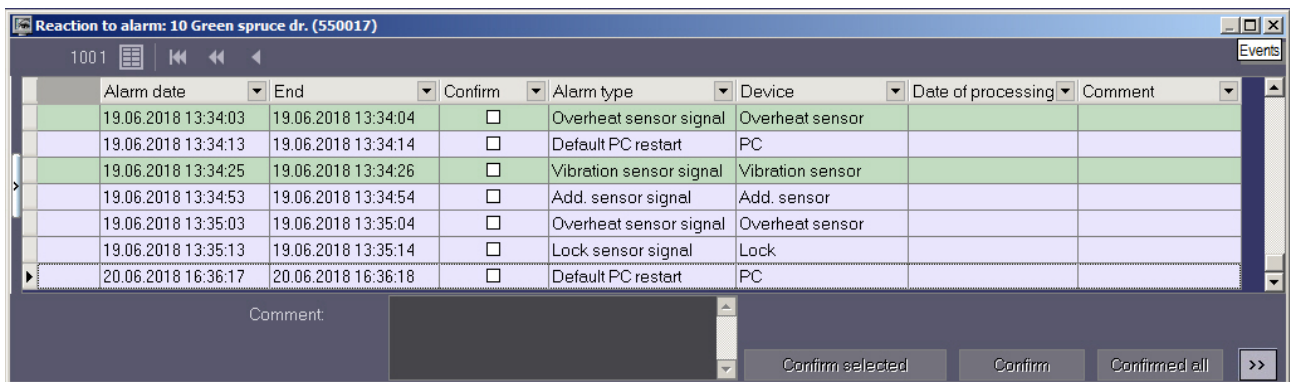 Reaction to alarm: 10 Green spruce dr. (550017)
1001
Events
Alarm date End Confirm Alarm type Device Date of processing Comment
19.06.2018 13:34:03 19.06.2018 13:34:04 Overheat sensor signal Overheat sensor
19.06.2018 13:34:13 19.06.2018 13:34:14 Default PC restart PC
19.06.2018 13:34:25 19.06.2018 13:34:26 Vibration sensor signal Vibration sensor
19.06.2018 13:34:53 19.06.2018 13:34:54 Add. sensor signal Add. sensor
19.06.2018 13:35:03 19.06.2018 13:35:04 Overheat sensor signal Overheat sensor
19.06.2018 13:35:13 19.06.2018 13:35:14 Lock sensor signal Lock
20.06.2018 16:36:17 20.06.2018 16:36:18 Default PC restart PC
Comment:
Confirm selected Confirm Confirmed all >>